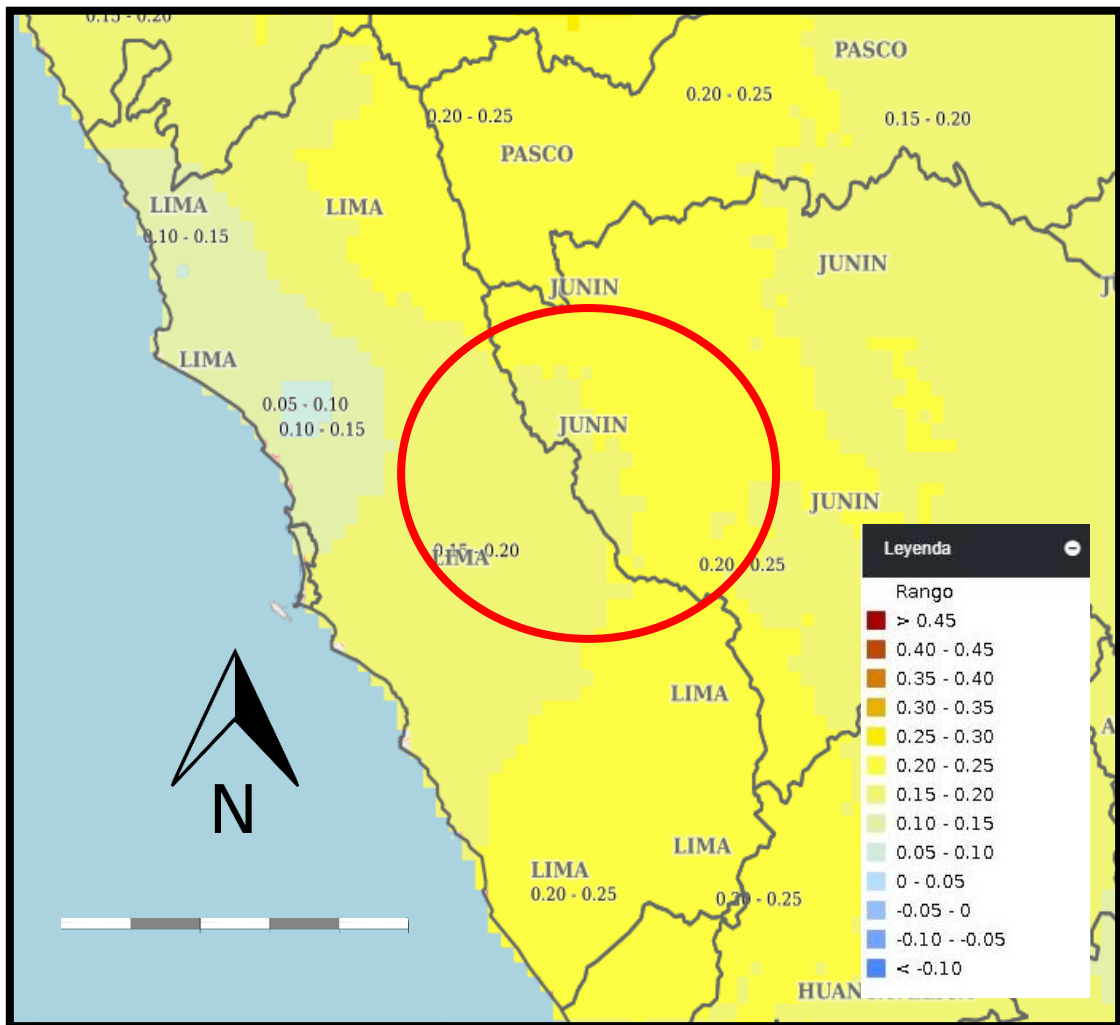 0.15 - 0.20
PASCO
0.20 - 0.25
0.20 - 0.25
0.15 - 0.20
PASCO
LIMA
LIMA
0.10 - 0.15
JUNIN
JUNIN
LIMA
0.05 - 0.10
0.10 - 0.15
JUNIN
JUNIN
0.15 - 0.20
LIMA
0.20 - 0.25
LIMA
N
LIMA
LIMA
0.20 - 0.25
0.20 - 0.25
Leyenda
Rango
> 0.45
0.40 - 0.45
0.35 - 0.40
0.30 - 0.35
0.25 - 0.30
0.20 - 0.25
0.15 - 0.20
0.10 - 0.15
0.05 - 0.10
0 - 0.05
-0.05 - 0
-0.10 - -0.05
< -0.10